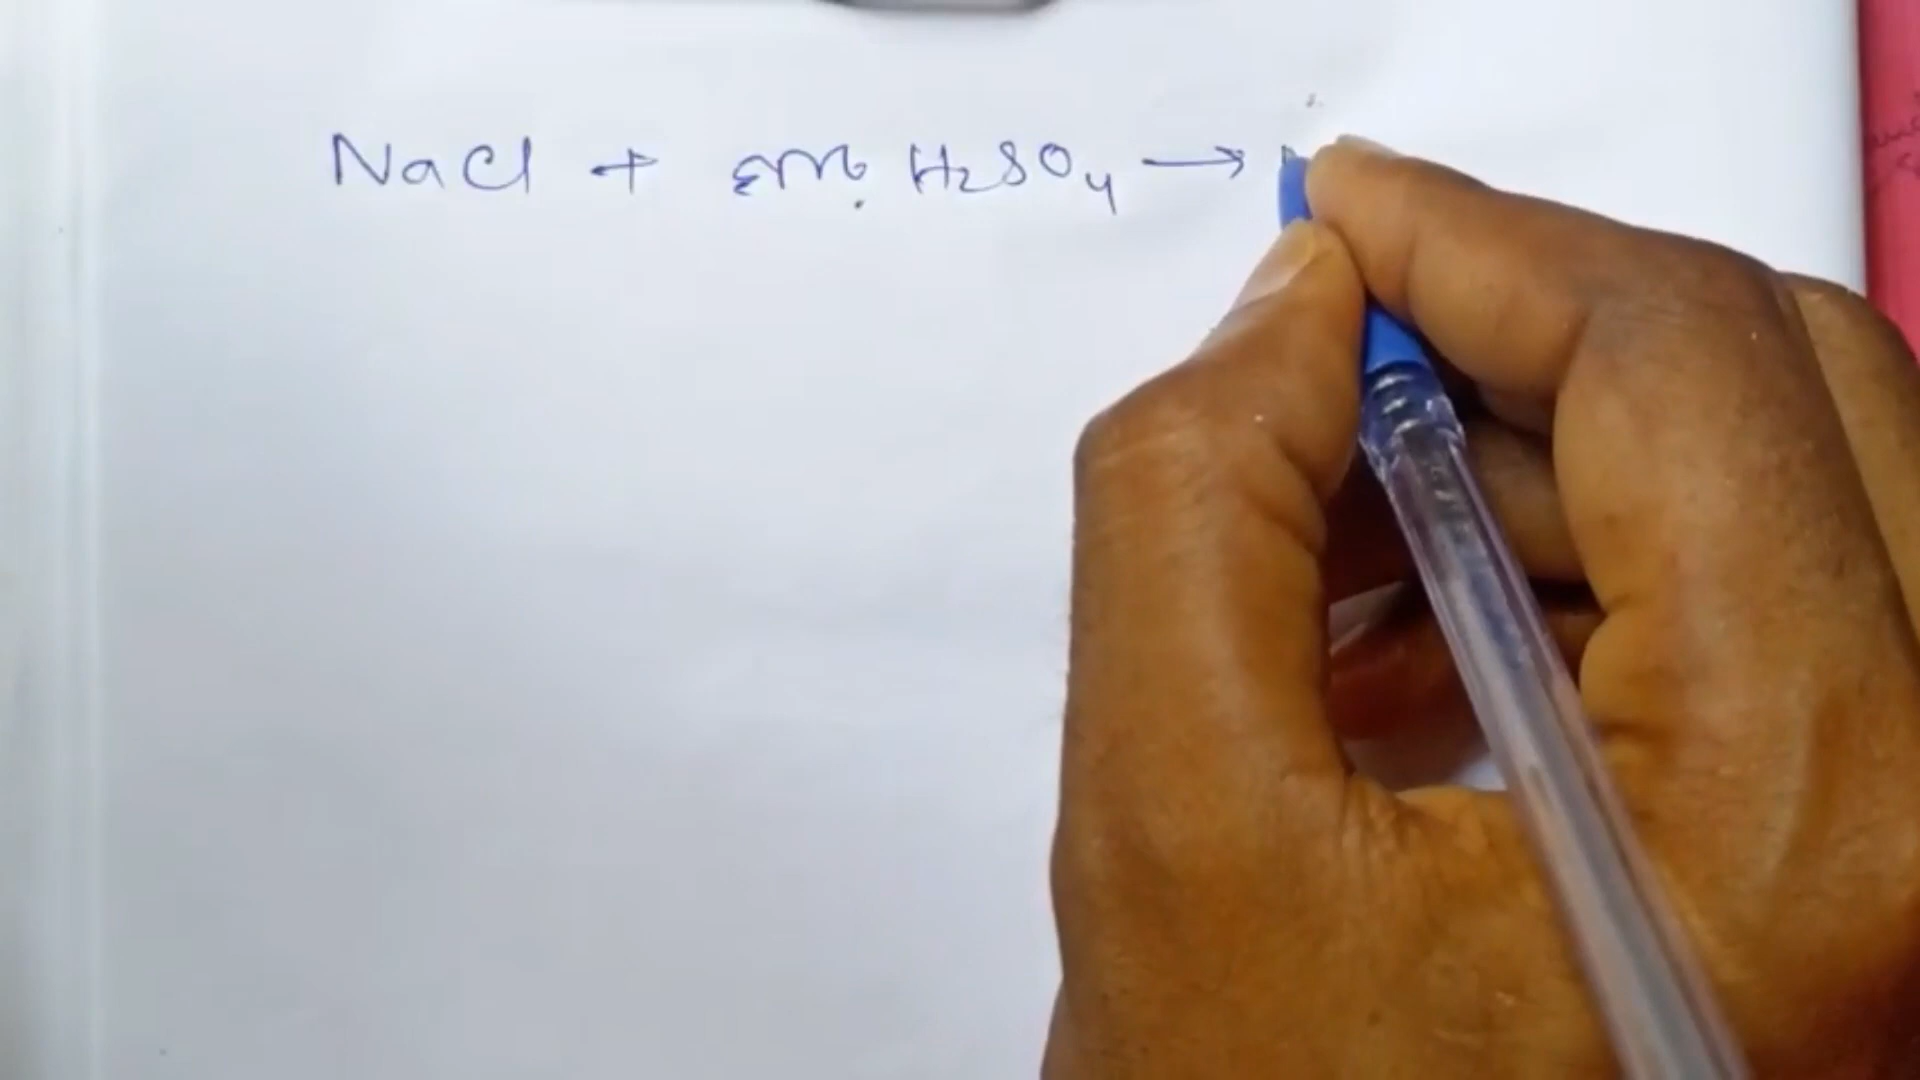 NaCl + গাঢ় H₂SO₄ →